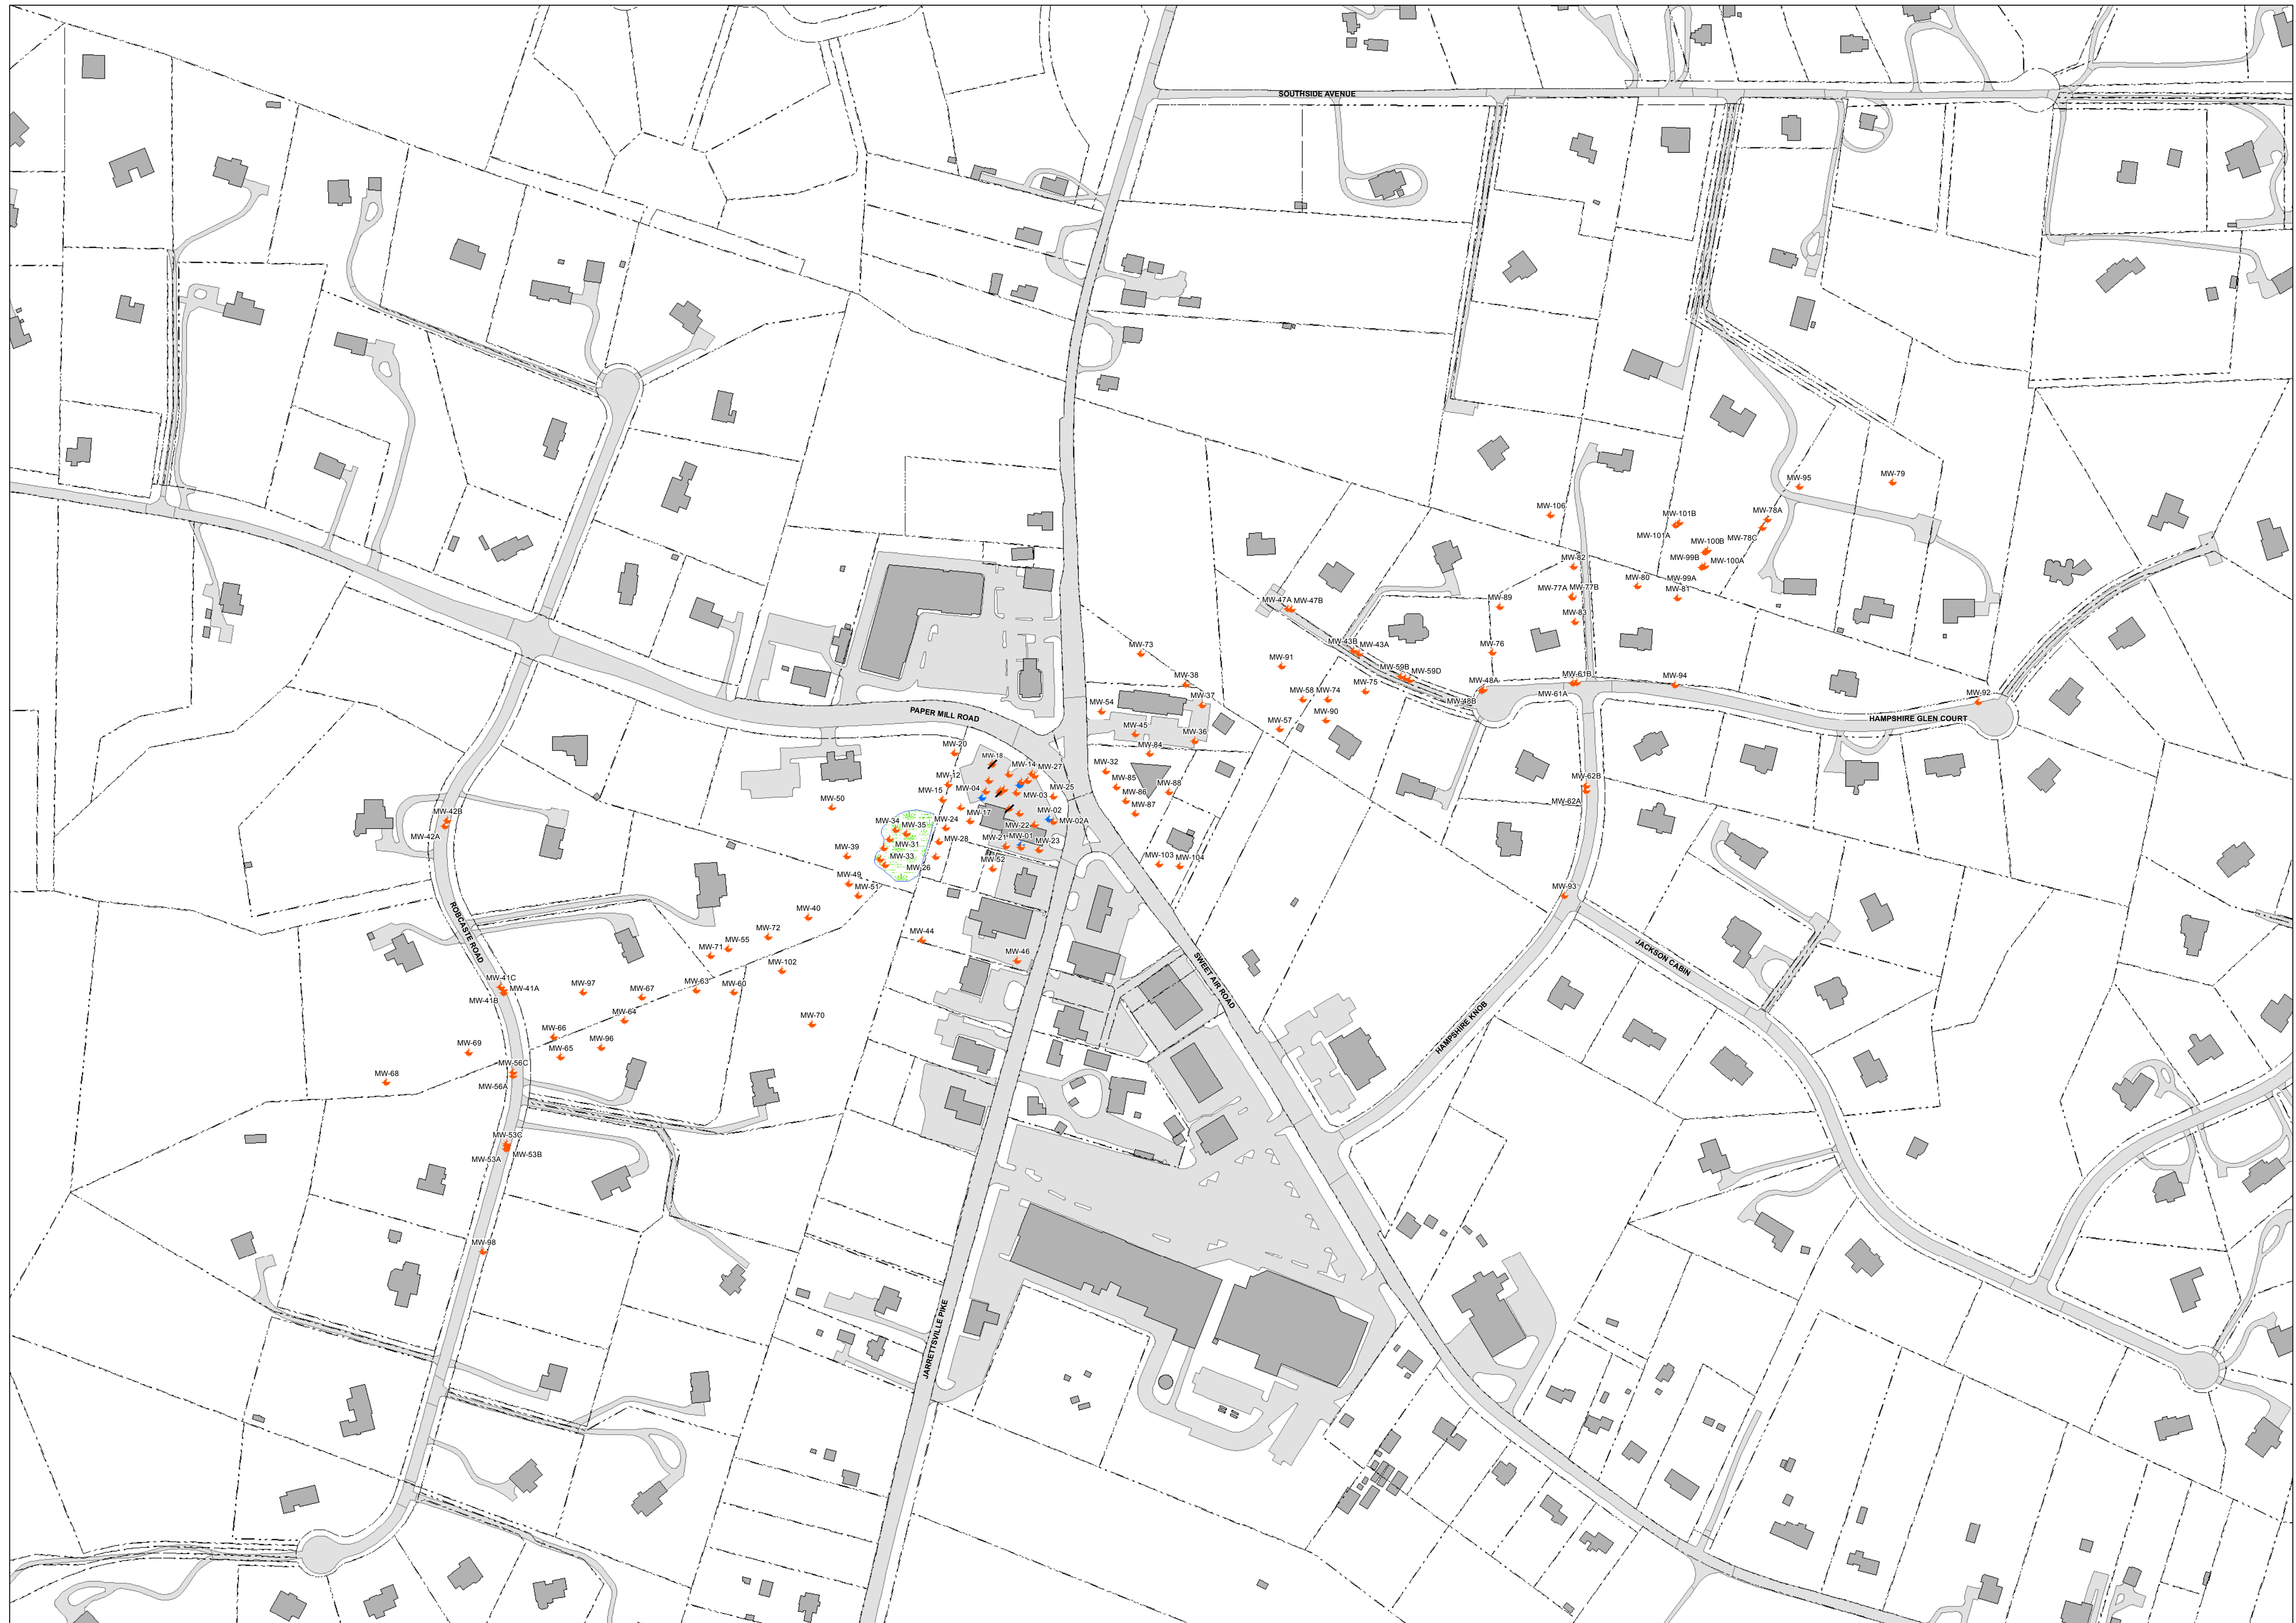 SOUTHSIDE AVENUE
MW-79
MW-95
MW-106
MW-78A
MW-101B
MW-101A
MW-78C
MW-100B
MW-82
MW-99B
MW-100A
MW-80
MW-99A
MW-77A
MW-77B
MW-81
MW-47A
MW-47B
MW-89
MW-83
MW-73
MW-43B
MW-43A
MW-76
MW-91
MW-59B
MW-59D
MW-38
MW-75
MW-48A
MW-61B
MW-94
MW-61A
MW-58
MW-74
MW-37
MW-48B
MW-92
MW-54
PAPER MILL ROAD
MW-90
HAMPSHIRE GLEN COURT
MW-57
MW-45
MW-36
MW-20
MW-84
MW-18
MW-14
MW-27
MW-32
MW-12
MW-85
MW-62B
MW-88
MW-25
MW-15
MW-04
MW-03
MW-86
MW-50
MW-87
MW-62A
MW-17
MW-02
MW-42B
MW-34
MW-35
MW-24
MW-22
MW-02A
MW-42A
MW-21
MW-01
MW-28
MW-23
MW-31
MW-39
MW-33
MW-52
MW-26
MW-103
MW-104
MW-49
MW-51
MW-93
MW-40
ROBCASTE ROAD
MW-72
MW-44
MW-55
MW-71
JACKSON CABIN
MW-46
MW-102
SWEET AIR ROAD
MW-41C
MW-41A
MW-97
MW-63
MW-60
MW-41B
MW-67
MW-64
MW-70
HAMPSHIRE KNOB
MW-66
MW-69
MW-65
MW-96
MW-56C
MW-68
MW-56A
MW-53C
MW-53A
MW-53B
MW-98
JARRETTSVILLE PIKE